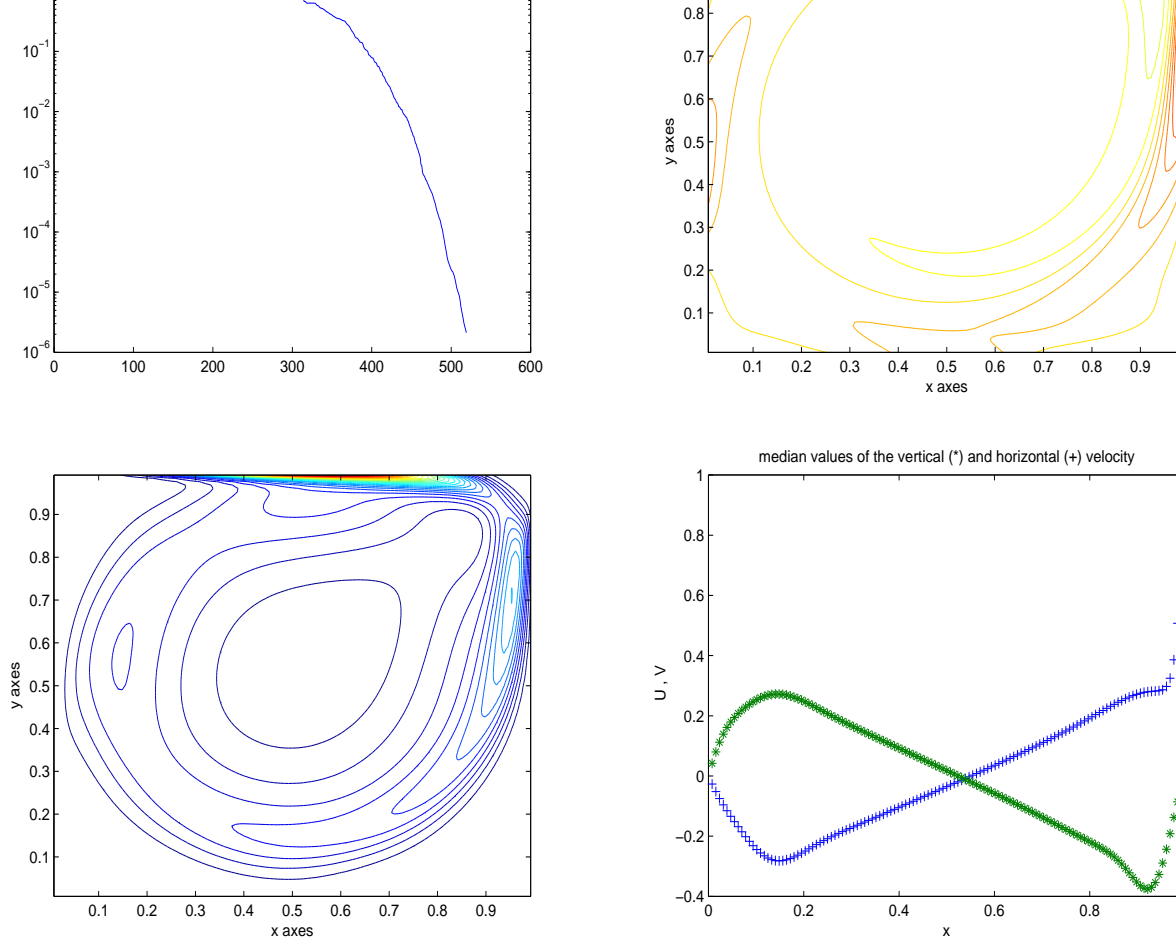 10−1
10−2
10−3
10−4
10−5
10−6
0 100 200 300 400 500 600
0.8
0.7
0.6
0.5
0.4
0.3
0.2
0.1
y axes
0.1 0.2 0.3 0.4 0.5 0.6 0.7 0.8 0.9
x axes
0.9
0.8
0.7
0.6
0.5
0.4
0.3
0.2
0.1
y axes
0.1 0.2 0.3 0.4 0.5 0.6 0.7 0.8 0.9
x axes
median values of the vertical (*) and horizontal (+) velocity
1
0.8
0.6
0.4
0.2
0
−0.2
−0.4
U , V
0 0.2 0.4 0.6 0.8
x